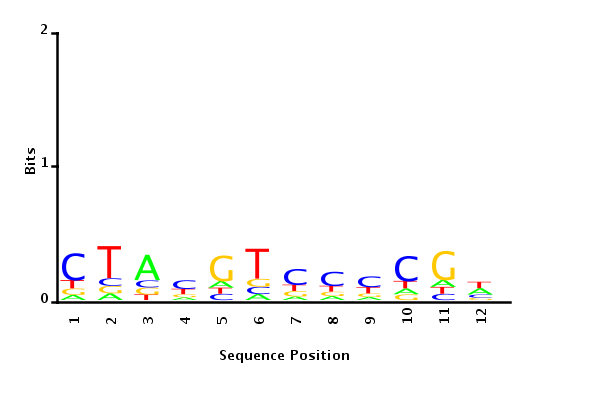 2
Bits
1
0
C T A C G T C C C C G T
T C C T A G T T T T A A
G G G G T C G G G A T C
A A T A C A A A A G C
1 2 3 4 5 6 7 8 9 10 11 12
Sequence Position